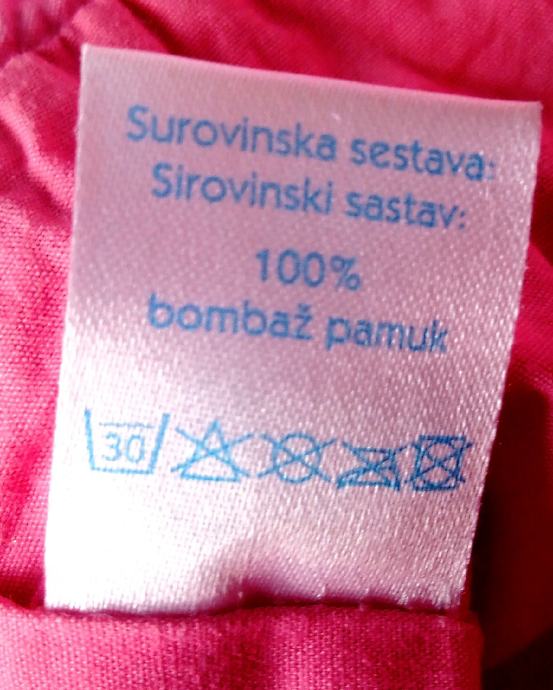 Surovinska sestava:
Sirovinski sastav:
100%
bombaž pamuk
30